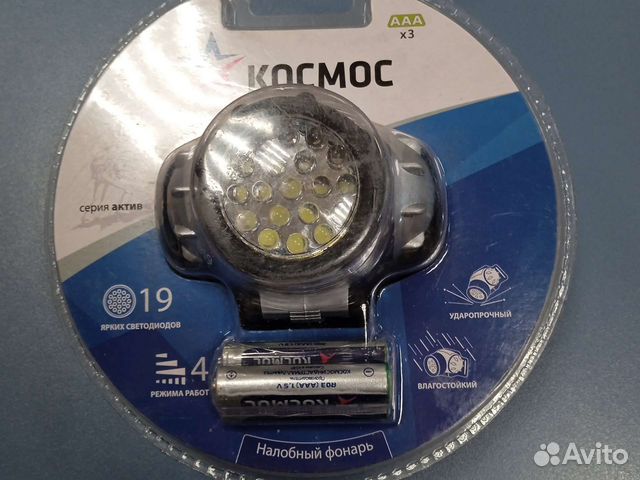 AAA
x3
КОСМОС
серия актив
19
ЯРКИХ СВЕТОДИОДОВ
4
РЕЖИМА РАБОТ
УДАРОПРОЧНЫЙ
ВЛАГОСТОЙКИЙ
КОСМОС
R03 (AAA) 1,5 V
КОСМОС
Налобный фонарь
Avito